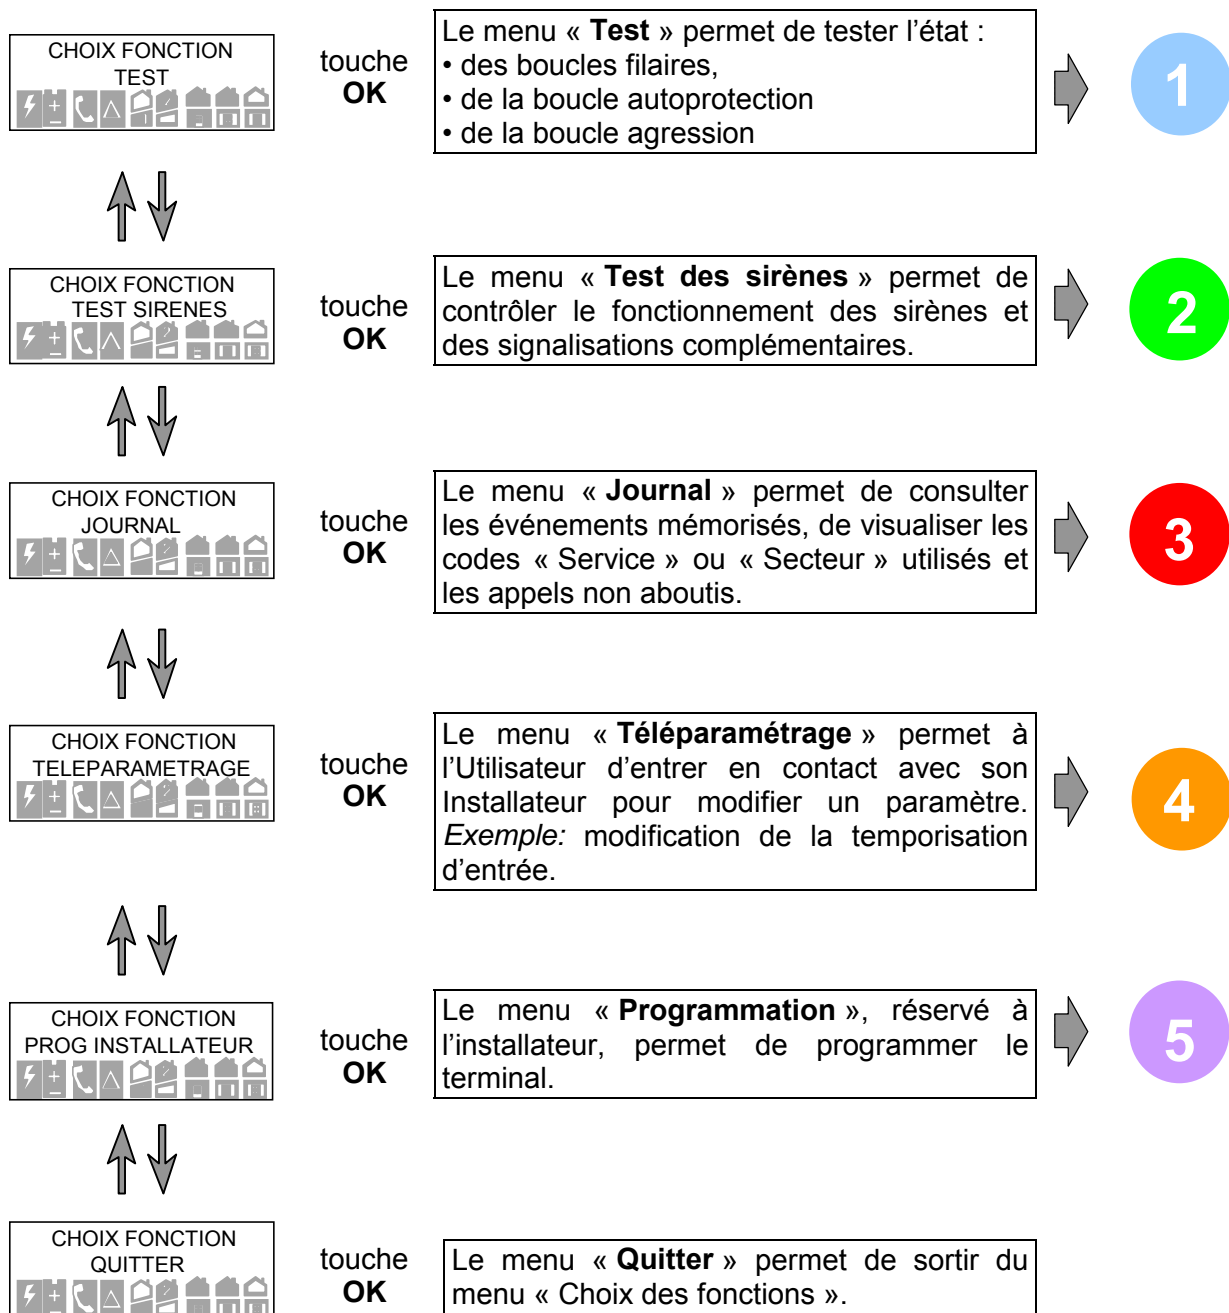 CHOIX FONCTION
TEST
touche
OK
Le menu « Test » permet de tester l’état :
• des boucles filaires,
• de la boucle autoprotection
• de la boucle agression
1
CHOIX FONCTION
TEST SIRENES
touche
OK
Le menu « Test des sirènes » permet de
contrôler le fonctionnement des sirènes et
des signalisations complémentaires.
2
CHOIX FONCTION
JOURNAL
touche
OK
Le menu « Journal » permet de consulter
les événements mémorisés, de visualiser les
codes « Service » ou « Secteur » utilisés et
les appels non aboutis.
3
CHOIX FONCTION
TELEPARAMETRAGE
touche
OK
Le menu « Téléparamétrage » permet à
l’Utilisateur d’entrer en contact avec son
Installateur pour modifier un paramètre.
Exemple: modification de la temporisation
d’entrée.
4
CHOIX FONCTION
PROG INSTALLATEUR
touche
OK
Le menu « Programmation », réservé à
l’installateur, permet de programmer le
terminal.
5
CHOIX FONCTION
QUITTER
touche
OK
Le menu « Quitter » permet de sortir du
menu « Choix des fonctions ».